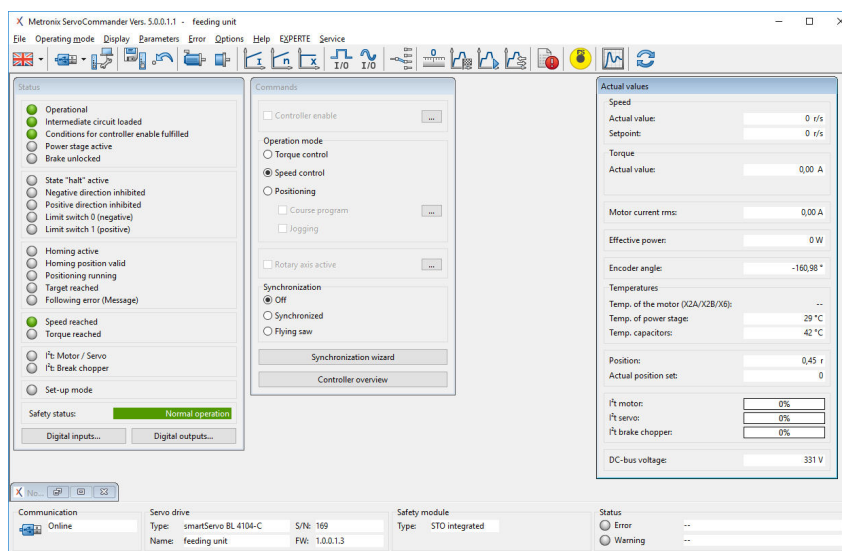 Metronix ServoCommander Vers. 5.0.0.1.1 - feeding unit
File Operating mode Display Parameters Error Options Help EXPERTE Service
I n x I/O I/O 0
Status
Operational
Intermediate circuit loaded
Conditions for controller enable fulfilled
Power stage active
Brake unlocked
State "halt" active
Negative direction inhibited
Positive direction inhibited
Limit switch 0 (negative)
Limit switch 1 (positive)
Homing active
Homing position valid
Positioning running
Target reached
Following error (Message)
Speed reached
Torque reached
I²t: Motor / Servo
I²t: Break chopper
Set-up mode
Safety status: Normal operation
Digital inputs... Digital outputs...
Commands
Controller enable ...
Operation mode
Torque control
Speed control
Positioning
Course program ...
Jogging
Rotary axis active ...
Synchronization
Off
Synchronized
Flying saw
Synchronization wizard
Controller overview
Actual values
Speed
Actual value: 0 r/s
Setpoint: 0 r/s
Torque
Actual value: 0,00 A
Motor current rms: 0,00 A
Effective power: 0 W
Encoder angle: -160,98 °
Temperatures
Temp. of the motor (X2A/X2B/X6): --
Temp. of power stage: 29 °C
Temp. capacitors: 42 °C
Position: 0,45 r
Actual position set: 0
I²t motor: 0%
I²t servo: 0%
I²t brake chopper: 0%
DC-bus voltage: 331 V
No...
Communication
Online
Servo drive
Type: smartServo BL 4104-C S/N: 169
Name: feeding unit FW: 1.0.0.1.3
Safety module
Type: STO integrated
Status
Error --
Warning --